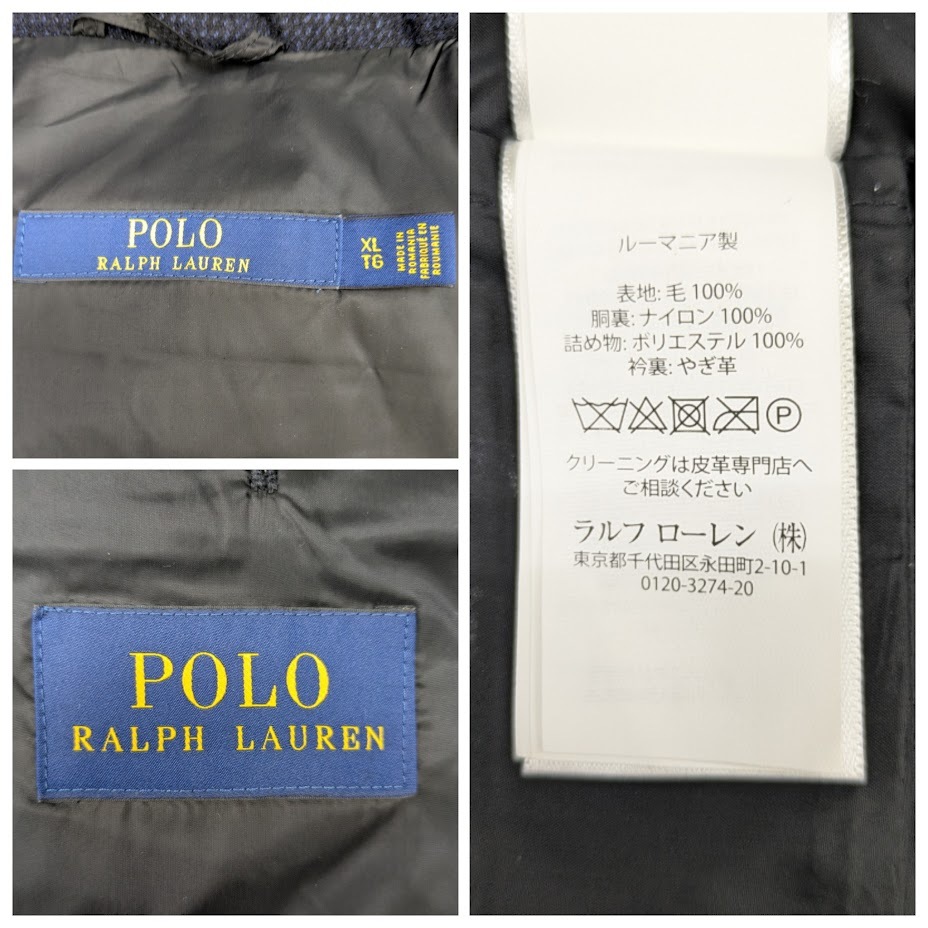 POLO
RALPH LAUREN
XL
TG
MADE IN
ROMANIA
FABRIQUÉ EN
ROUMANIE
POLO
RALPH LAUREN
ルーマニア製
表地: 毛 100%
胴裏: ナイロン 100%
詰め物: ポリエステル 100%
衿裏: やぎ革
P
クリーニングは皮革専門店へ
ご相談ください
ラルフ ローレン (株)
東京都千代田区永田町2-10-1
0120-3274-20